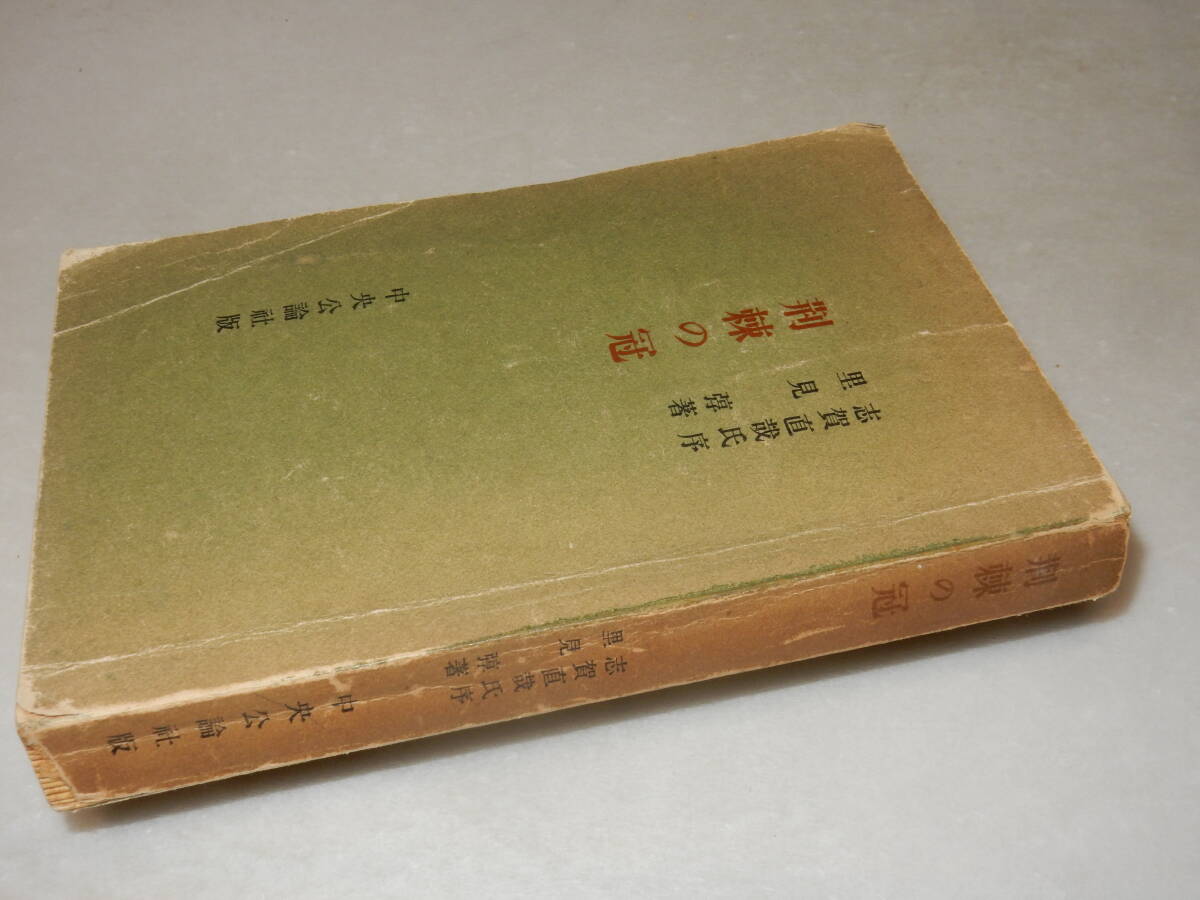 荊棘の冠
里見弴著
志賀直哉氏序
中央公論社版
荊棘の冠
里見弴著
志賀直哉氏序
中央公論社版